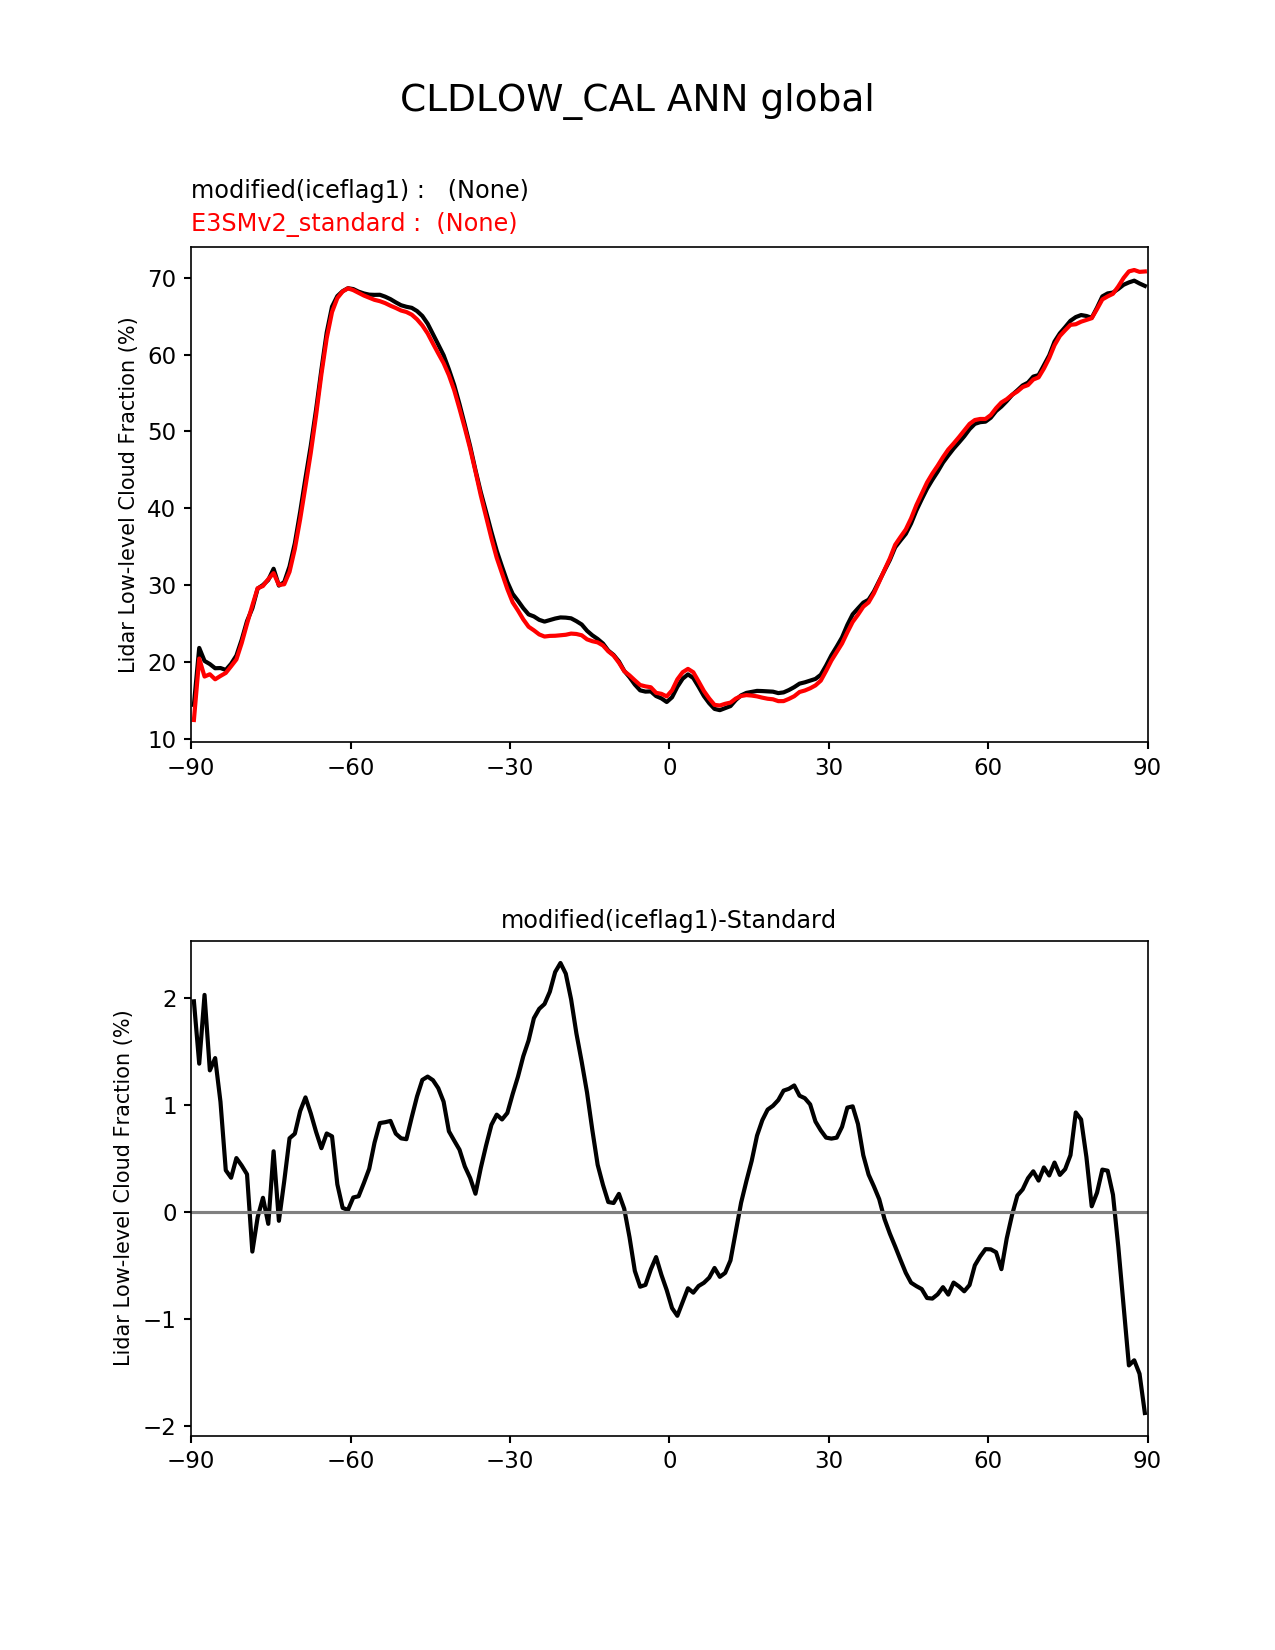 CLDLOW_CAL ANN global
modified(iceflag1) : (None)
E3SMv2_standard : (None)
Lidar Low-level Cloud Fraction (%)
70
60
50
40
30
20
10
−90 −60 −30 0 30 60 90
modified(iceflag1)-Standard
Lidar Low-level Cloud Fraction (%)
2
1
0
−1
−2
−90 −60 −30 0 30 60 90